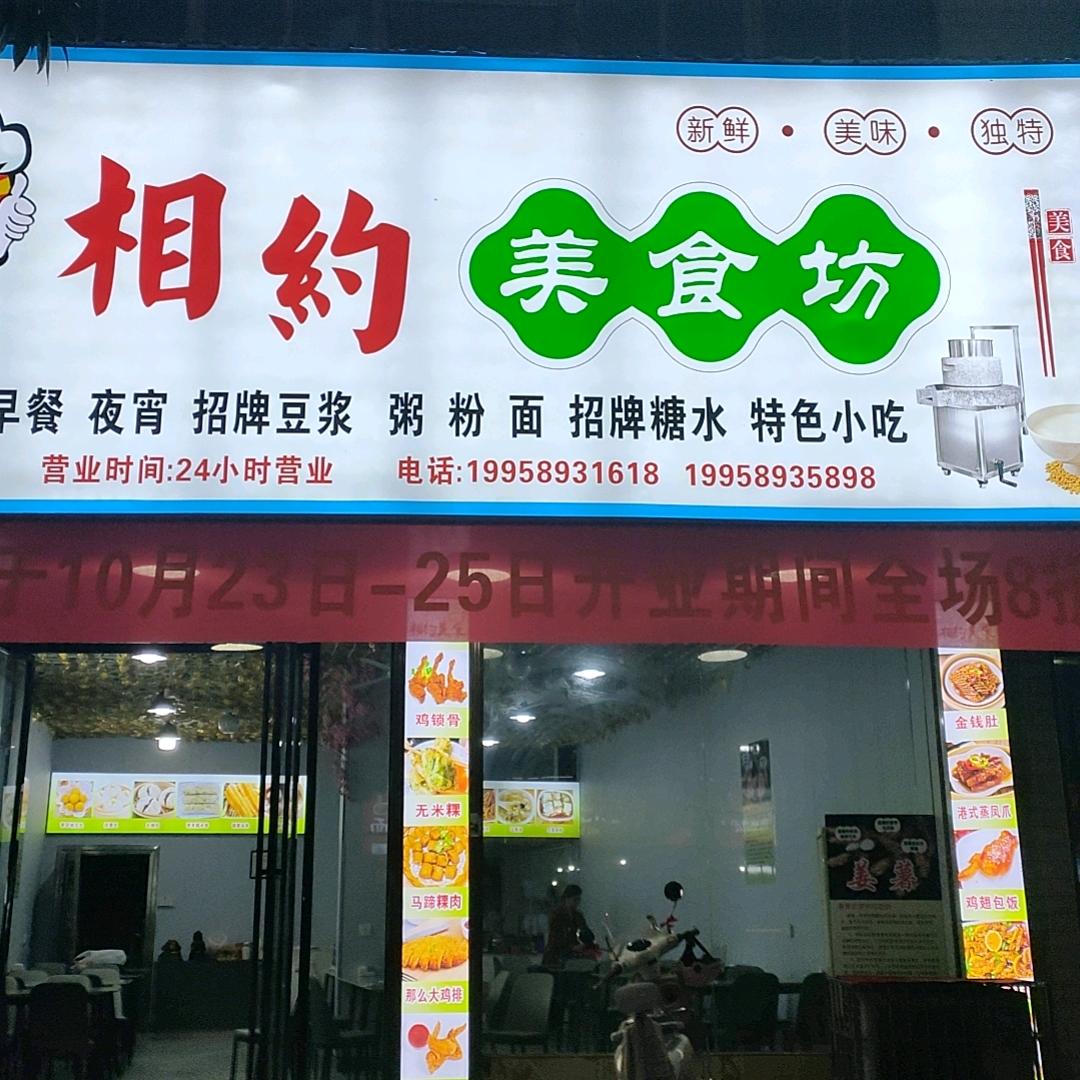 新鲜·美味·独特
相約 美食坊
美食
早餐 夜宵 招牌豆浆 粥 粉 面 招牌糖水 特色小吃
营业时间:24小时营业 电话:19958931618 19958935898
于10月23日-25日开业期间全场8
鸡锁骨
无米粿
马蹄粿肉
那么大鸡排
金钱肚
港式蒸凤爪
鸡翅包饭
姜薯